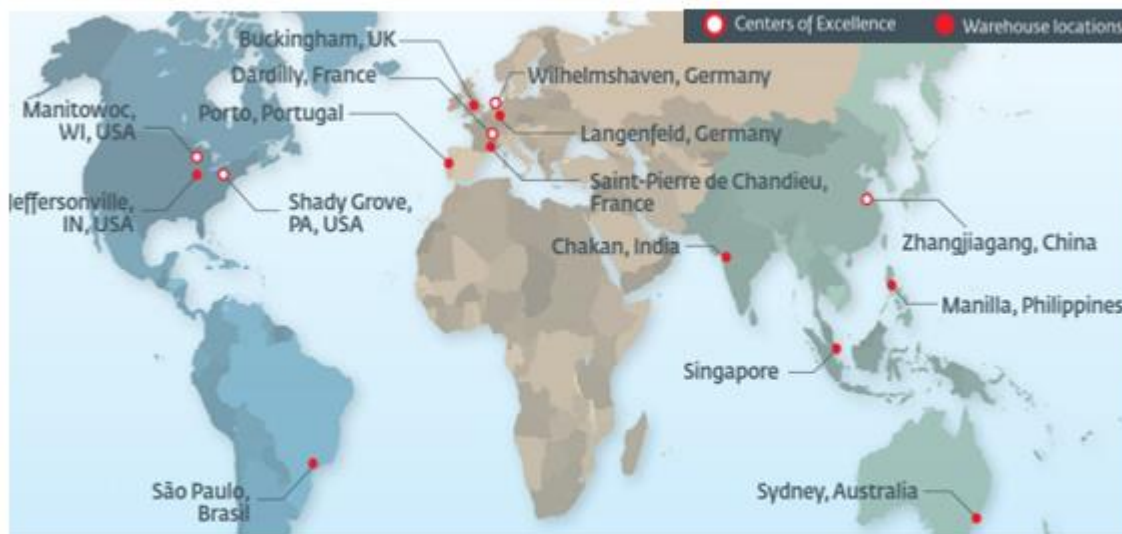 Centers of Excellence
Warehouse locations
Buckingham, UK
Dardilly, France
Wilhelmshaven, Germany
Manitowoc,
WI, USA
Porto, Portugal
Langenfeld, Germany
Jeffersonville,
IN, USA
Shady Grove,
PA, USA
Saint-Pierre de Chandieu,
France
Chakan, India
Zhangjiagang, China
Manilla, Philippines
Singapore
São Paulo,
Brasil
Sydney, Australia